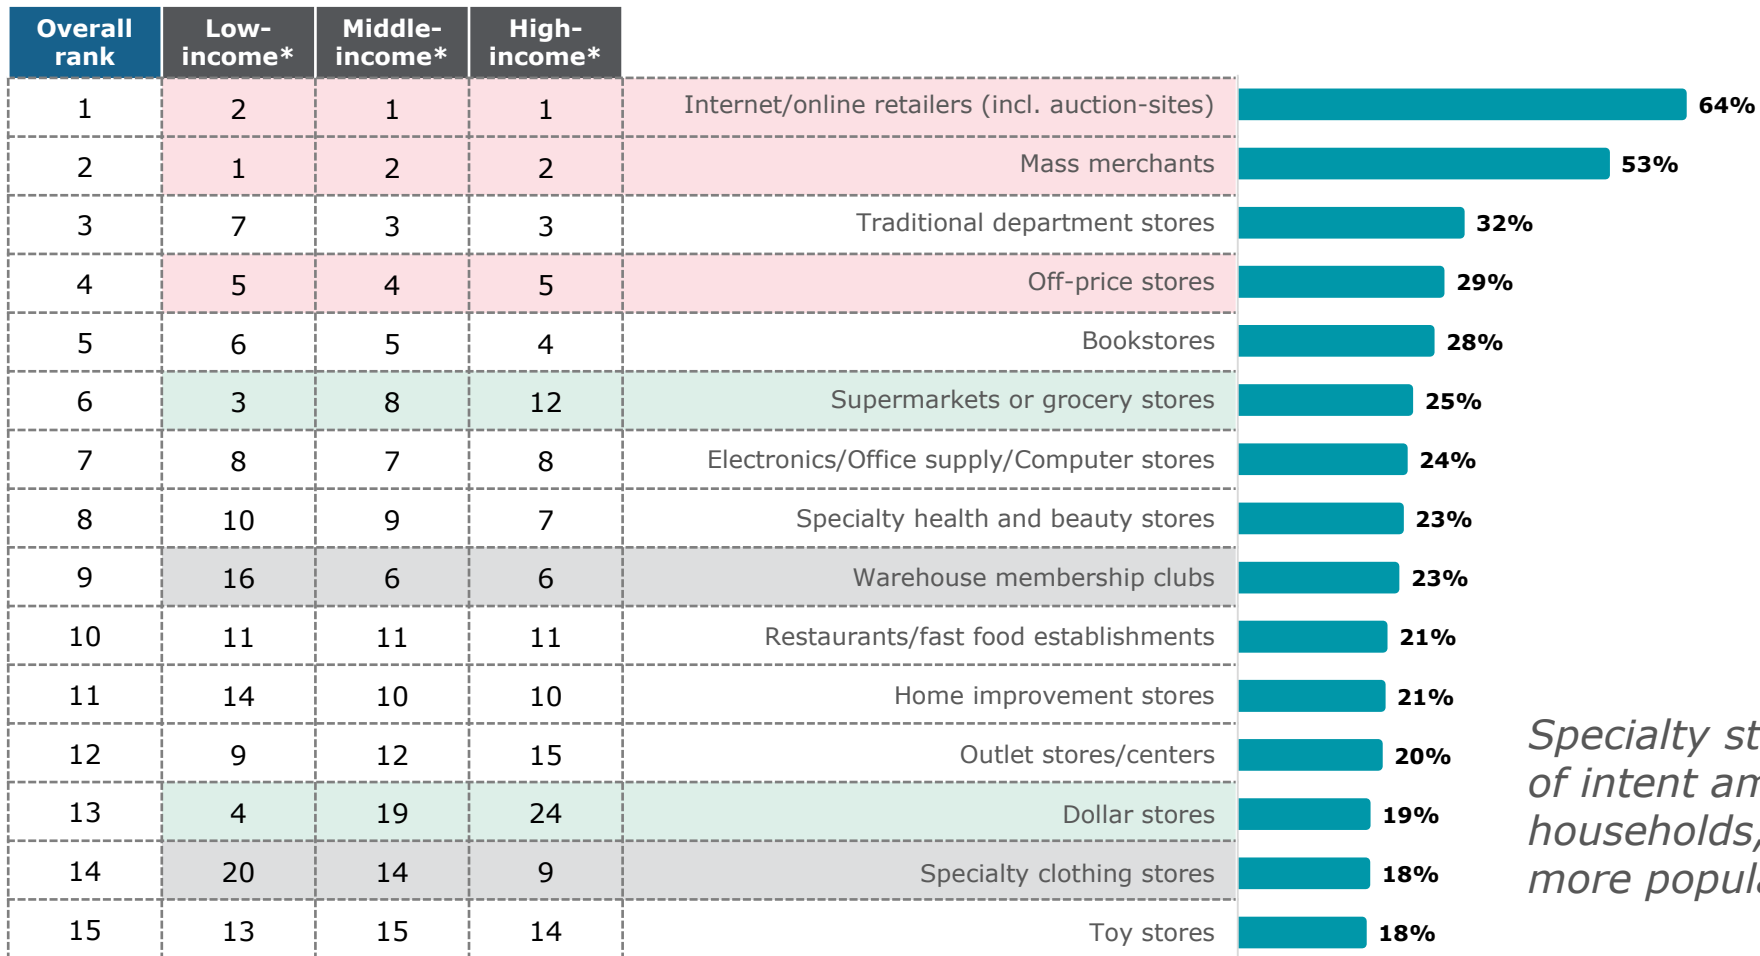 Overall rank Low-income* Middle-income* High-income*
1 2 1 1 Internet/online retailers (incl. auction-sites) 64%
2 1 2 2 Mass merchants 53%
3 7 3 3 Traditional department stores 32%
4 5 4 5 Off-price stores 29%
5 6 5 4 Bookstores 28%
6 3 8 12 Supermarkets or grocery stores 25%
7 8 7 8 Electronics/Office supply/Computer stores 24%
8 10 9 7 Specialty health and beauty stores 23%
9 16 6 6 Warehouse membership clubs 23%
10 11 11 11 Restaurants/fast food establishments 21%
11 14 10 10 Home improvement stores 21%
12 9 12 15 Outlet stores/centers 20%
13 4 19 24 Dollar stores 19%
14 20 14 9 Specialty clothing stores 18%
15 13 15 14 Toy stores 18%
Specialty
of intent
households,
more